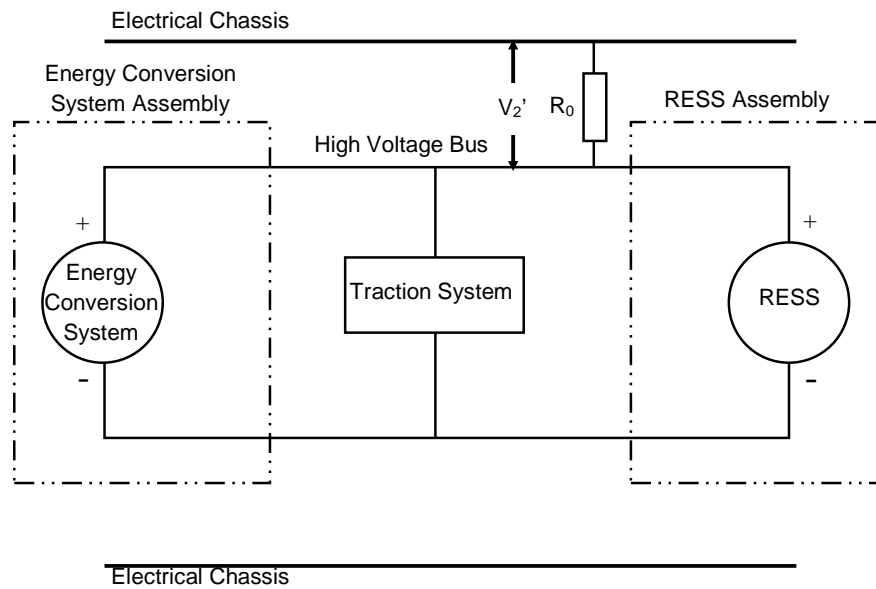 Electrical Chassis
Energy Conversion
System Assembly
V2’
R0
RESS Assembly
High Voltage Bus
+
+
Energy
Conversion
System
Traction System
RESS
-
-
Electrical Chassis